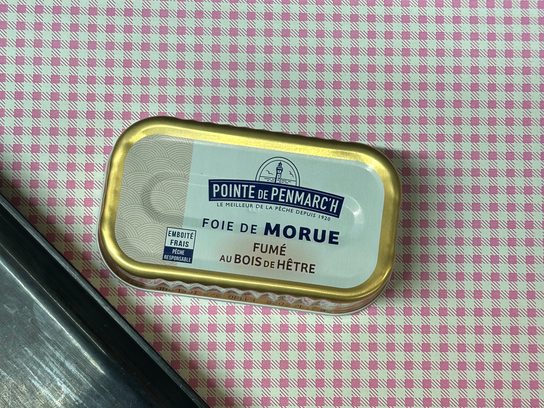 POINTE DE PENMARC'H
LE MEILLEUR DE LA PÊCHE DEPUIS 1920
FOIE DE MORUE
FUMÉ
AU BOIS DE HÊTRE
EMBOITÉ
FRAIS
PÊCHE
RESPONSABLE